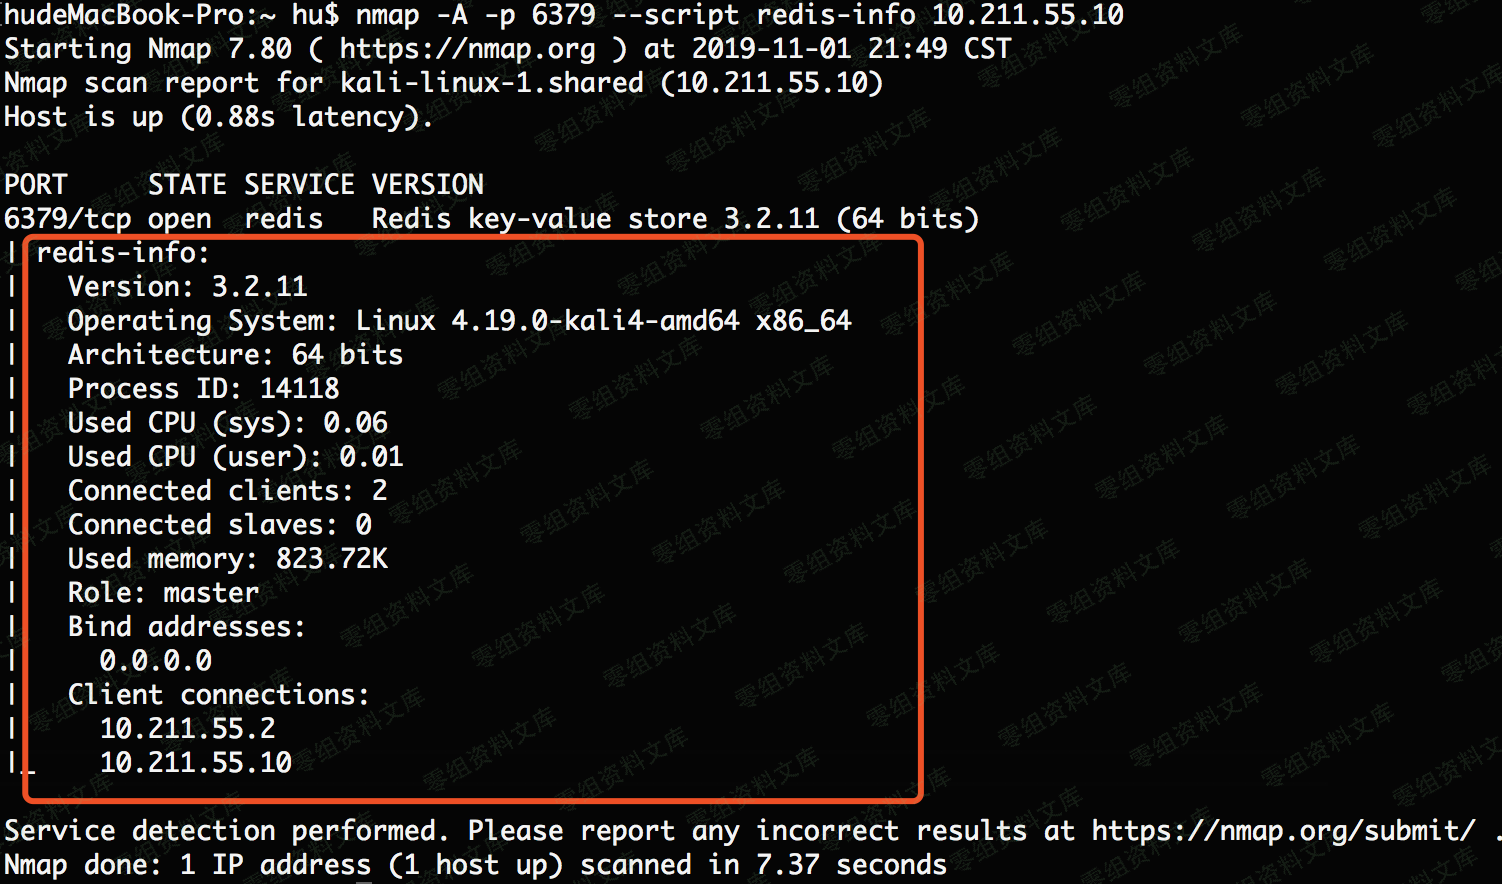 hudeMacBook-Pro:~ hu$ nmap -A -p 6379 --script redis-info 10.211.55.10
Starting Nmap 7.80 ( https://nmap.org ) at 2019-11-01 21:49 CST
Nmap scan report for kali-linux-1.shared (10.211.55.10)
Host is up (0.88s latency).
PORT     STATE SERVICE VERSION
6379/tcp open  redis   Redis key-value store 3.2.11 (64 bits)
| redis-info:
|   Version: 3.2.11
|   Operating System: Linux 4.19.0-kali4-amd64 x86_64
|   Architecture: 64 bits
|   Process ID: 14118
|   Used CPU (sys): 0.06
|   Used CPU (user): 0.01
|   Connected clients: 2
|   Connected slaves: 0
|   Used memory: 823.72K
|   Role: master
|   Bind addresses:
|     0.0.0.0
|   Client connections:
|     10.211.55.2
|_    10.211.55.10
Service detection performed. Please report any incorrect results at https://nmap.org/submit/ .
Nmap done: 1 IP address (1 host up) scanned in 7.37 seconds
零组资料文库